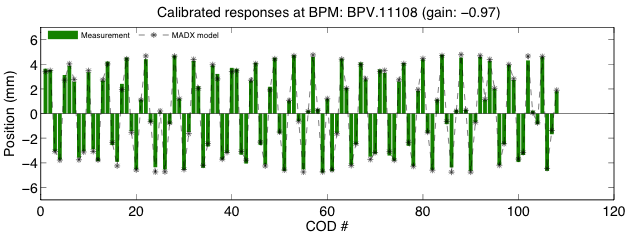 Calibrated responses at BPM: BPV.11108 (gain: −0.97)
Measurement
MADX model
Position (mm)
6
4
2
0
−2
−4
−6
0 20 40 60 80 100 120
COD #